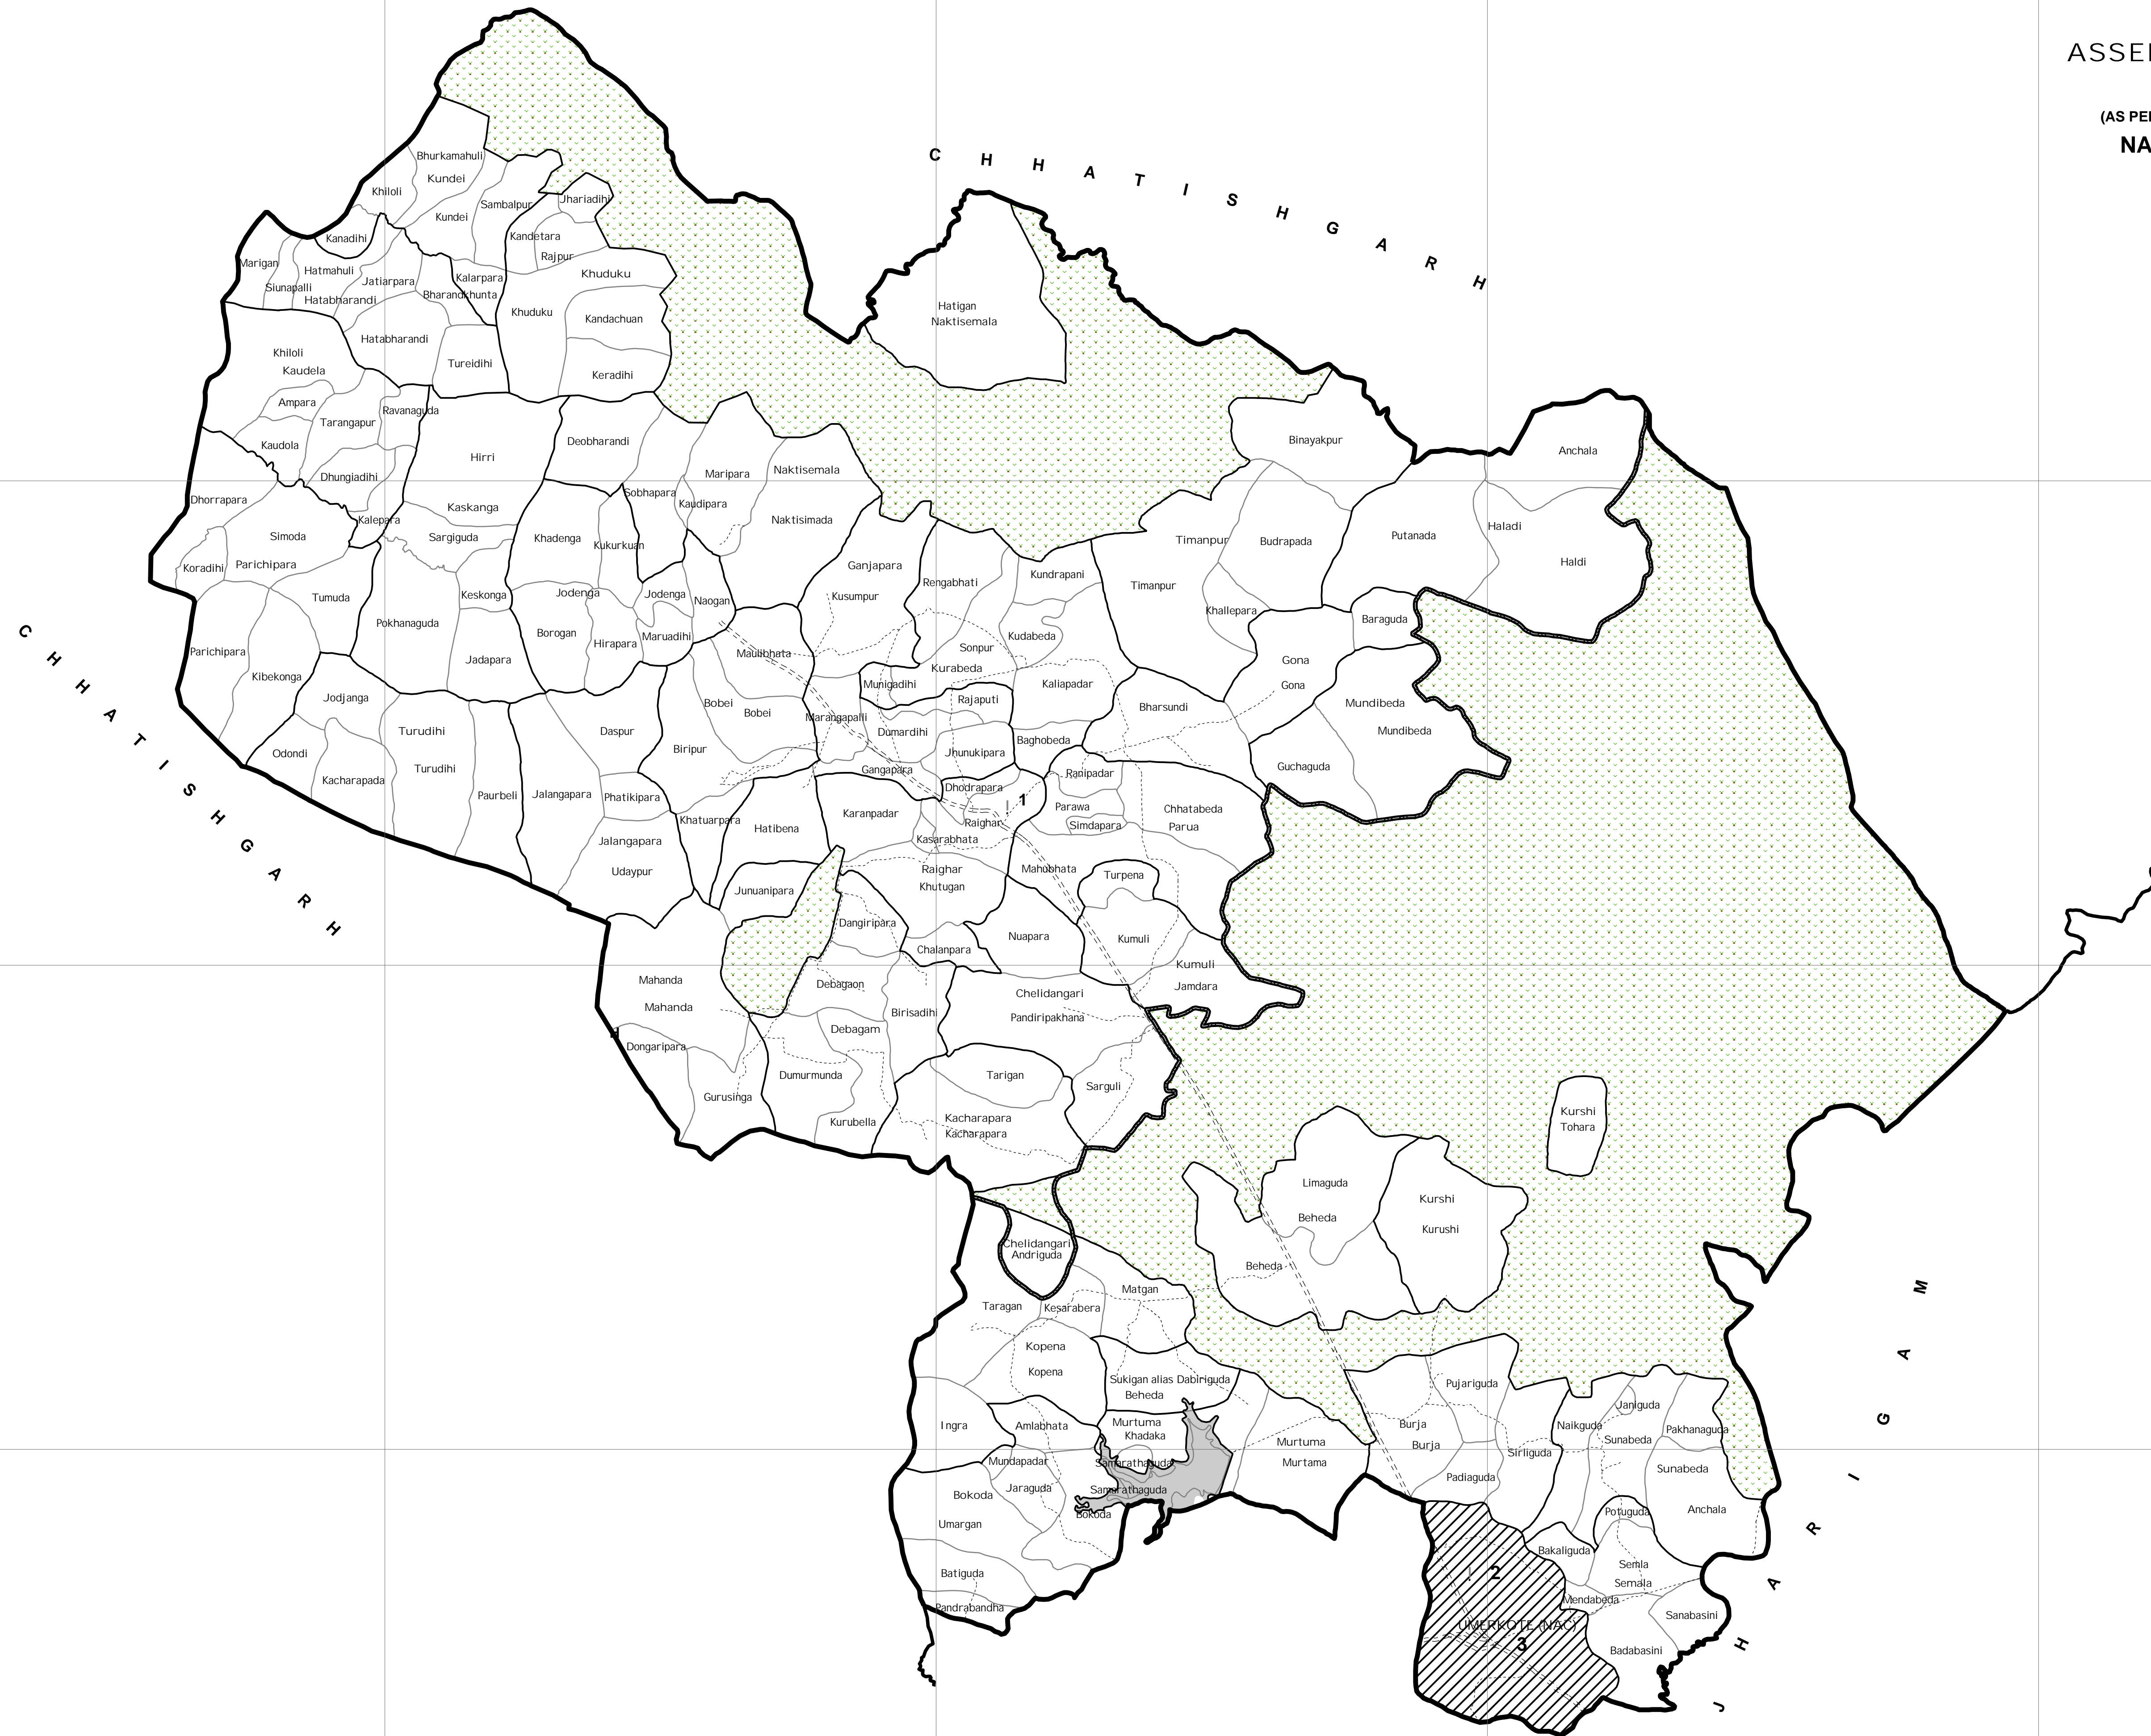 ASSE
(AS PE
NA
C H H A T I S H G A R H
Bhurkamahuli
Kundei
Khiloli
Kundei
Sambalpur
Jhariadihi
Kanadihi
Kandetara
Rajpur
Marigan
Hatmahuli
Siunapalli
Jatiarpara
Hatabharandi
Kalarpara
Bharandkhunta
Khuduku
Khuduku
Kandachuan
Hatigan
Naktisemala
Hatabharandi
Khiloli
Kaudela
Tureidihi
Keradihi
Ampara
Ravanaguda
Tarangapur
Kaudola
Deobharandi
Binayakpur
Anchala
Hirri
Dhungiadihi
Maripara
Naktisemala
Dhorrapara
Sobhapara
Kaudipara
Kaskanga
Kalepara
Naktisimada
Haladi
Simoda
Sargiguda
Khadenga
Kukurkuan
Timanpur
Budrapada
Putanada
Koradihi
Parichipara
Ganjapara
Kundrapani
Haldi
Tumuda
Keskonga
Jodenga
Jodenga
Naogan
Kusumpur
Rengabhati
Timanpur
Khallepara
Baraguda
Pokhanaguda
Borogan
Hirapara
Maruadihi
Kudabeda
Sonpur
Parichipara
Jadapara
Maulibhata
Kurabeda
Gona
Kibekonga
Munigadihi
Kaliapadar
Gona
Jodjanga
Bobei
Bobei
Rajaputi
Bharsundi
Mundibeda
Turudihi
Daspur
Marangapalli
Dumardihi
Mundibeda
Odondi
Biripur
Jhunukipara
Baghobeda
Turudihi
Gangapara
Guchaguda
Kacharapada
Ranipadar
Paurbeli
Jalangapara
Phatikipara
Dhodrapara
1
Parawa
Chhatabeda
Khatuarpara
Hatibena
Karanpadar
Raighar
Simdapara
Parua
Jalangapara
Kasarabhata
Udaypur
Raighar
Mahubhata
Turpena
Junuanipara
Khutugan
Dangiripara
Nuapara
Kumuli
Chalanpara
Kumuli
Mahanda
Debagaon
Jamdara
Mahanda
Chelidangari
Birisadihi
Pandiripakhana
Debagam
Dongaripara
Dumurmunda
Tarigan
Sarguli
Gurusinga
Kurubella
Kacharapara
Kacharapara
Kurshi
Tohara
C H H A T I S H G A R H
Limaguda
Kurshi
Beheda
Kurushi
Chelidangari
Andriguda
Beheda
Matgan
Taragan
Kesarabera
Kopena
Kopena
Sukigan alias Dabriguda
Beheda
Pujariguda
Janiguda
Ingra
Amlabhata
Murtuma
Khadaka
Burja
Naikguda
Pakhanaguda
Murtuma
Burja
Sunabeda
Mundapadar
Samarathaguda
Murtama
Sirliguda
Sunabeda
Jaraguda
Samarathaguda
Padiaguda
Bokoda
Bokoda
Potuguda
Anchala
Umargan
Bakaliguda
Semla
Batiguda
2
Semala
Mendabeda
Pandrabandha
UMERKOTE (NAC)
Sanabasini
3
Badabasini
J H A R I G A M